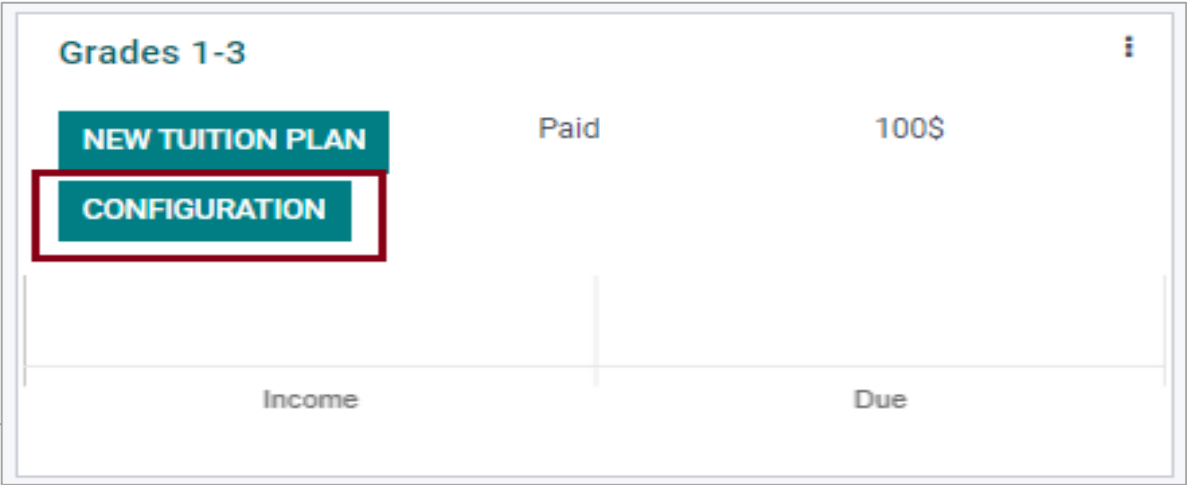 Grades 1-3
NEW TUITION PLAN
Paid
100$
CONFIGURATION
Income
Due